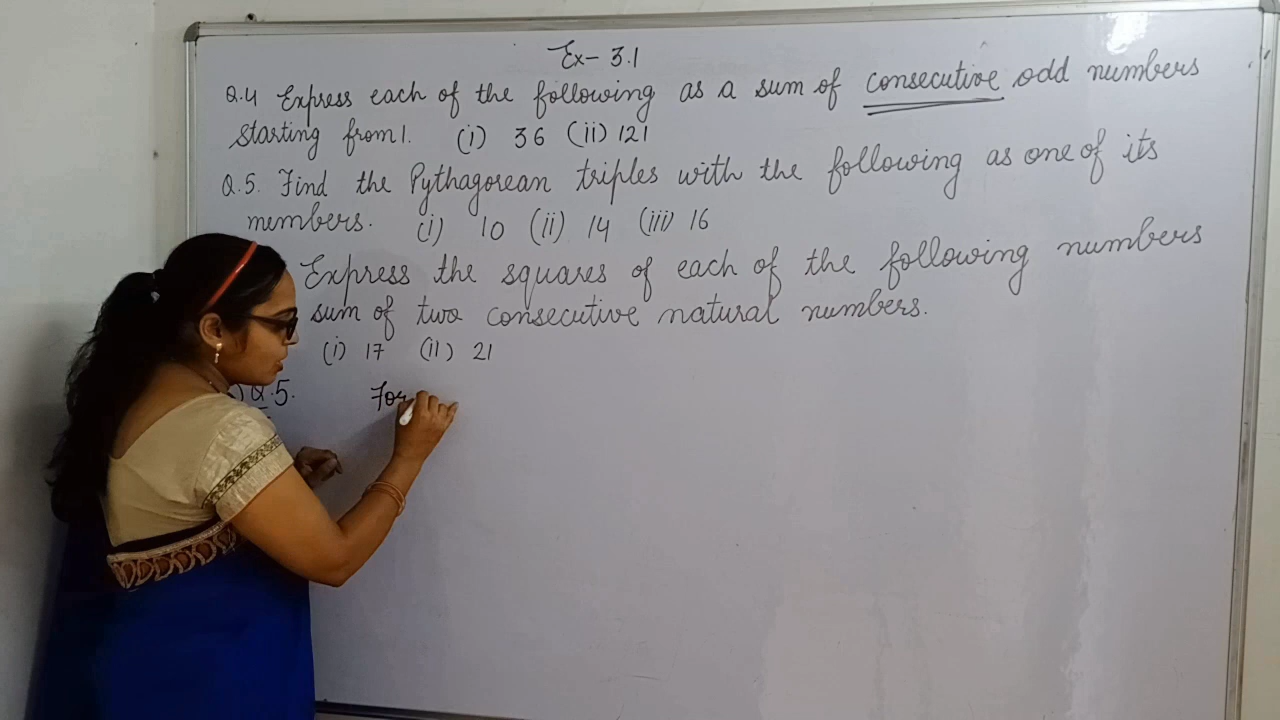 Ex- 3.1
Q.4 Express each of the following as a sum of consecutive odd numbers
starting from 1. (i) 36 (ii) 121
Q.5. Find the Pythagorean triples with the following as one of its
members. (i) 10 (ii) 14 (iii) 16
Express the squares of each of the following numbers
sum of two consecutive natural numbers.
(i) 17 (ii) 21
Q.5. For